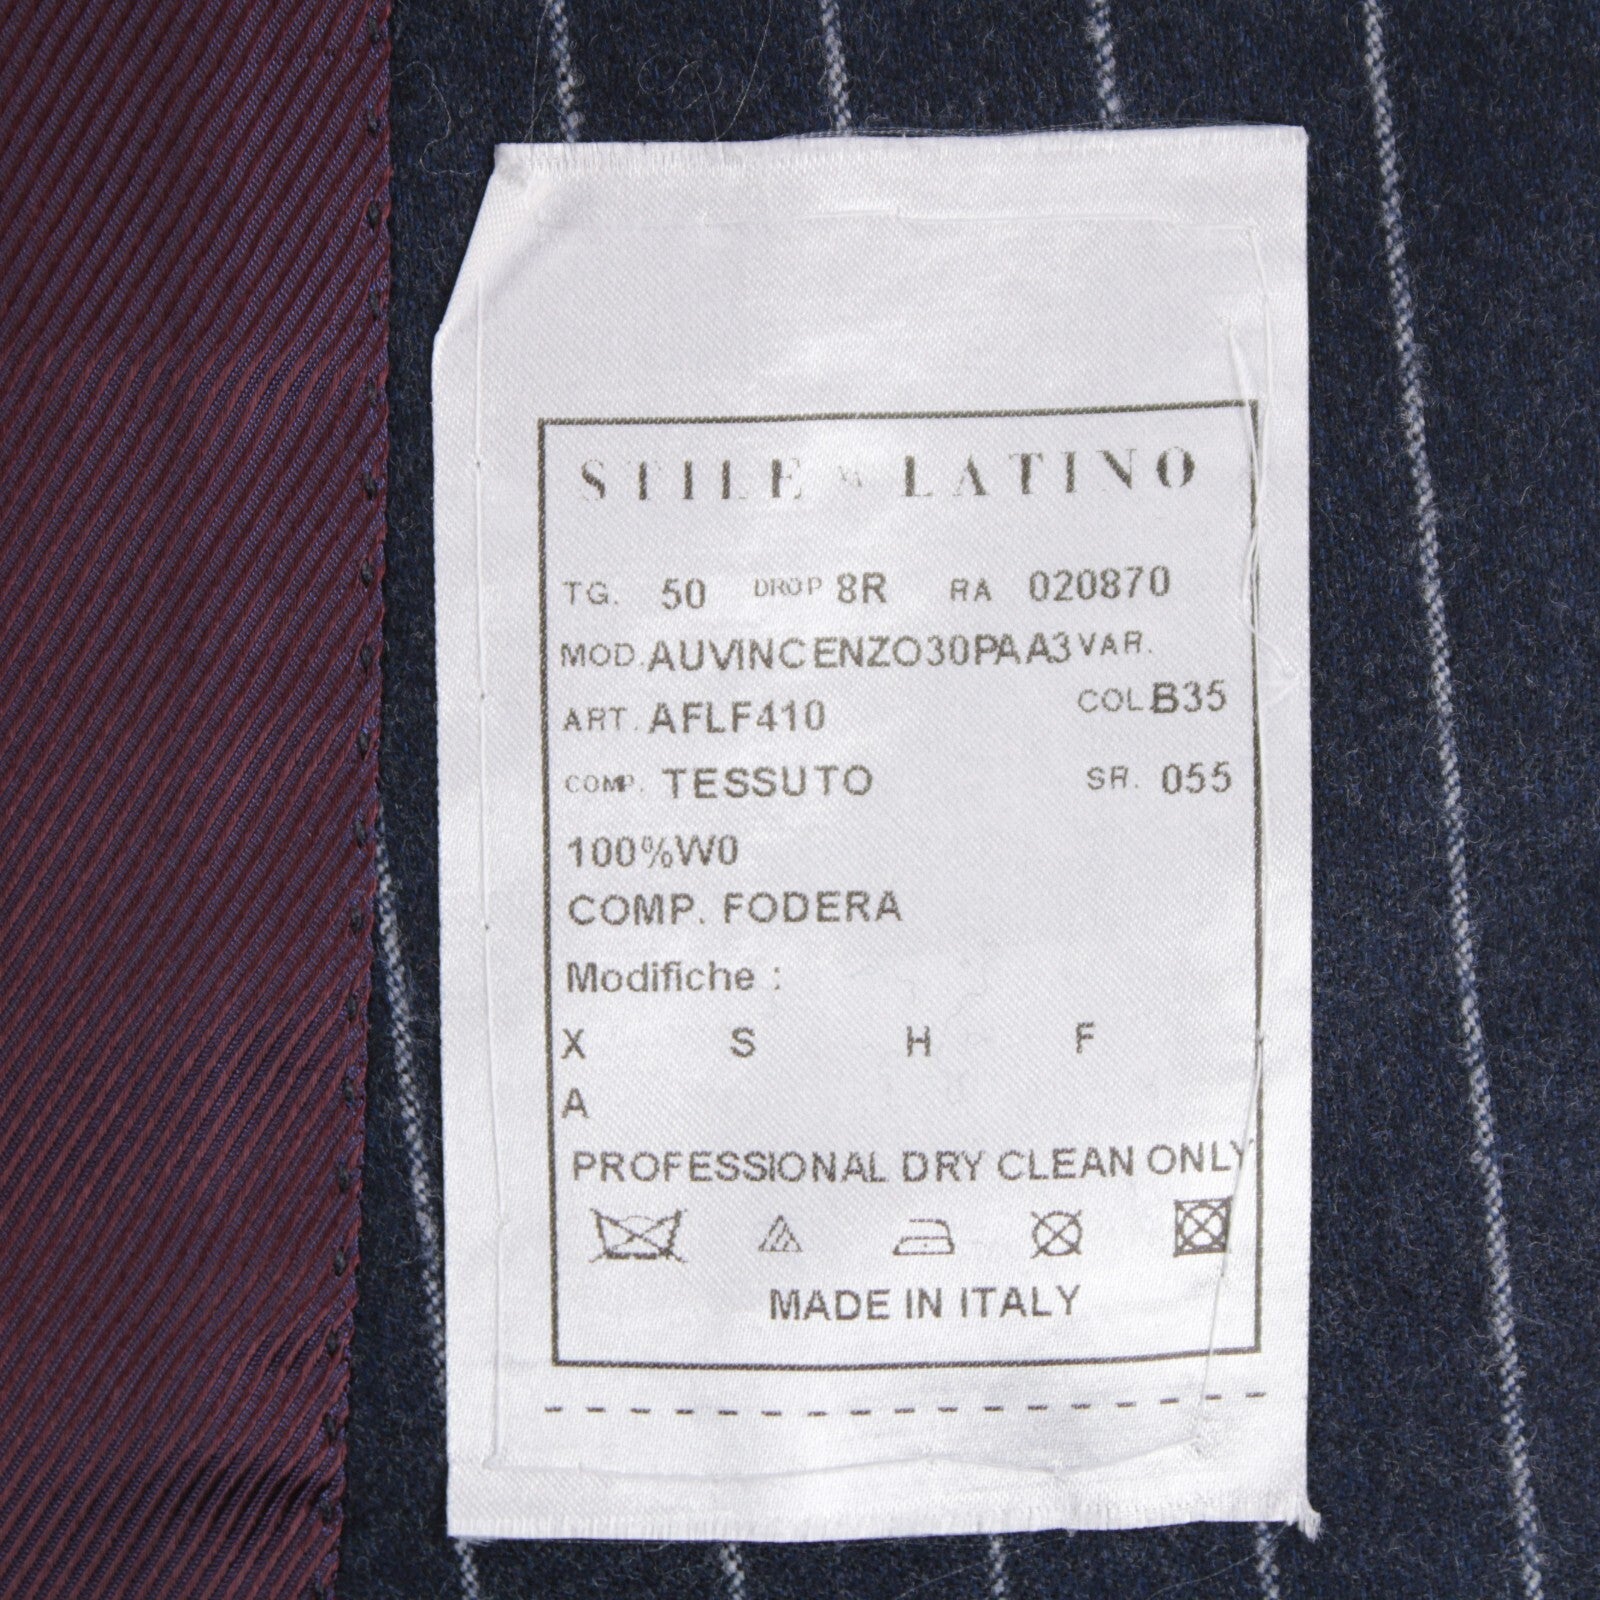 STILE LATINO
TG. 50 DROP 8R RA 020870
MOD. AUVINCENZO30PAA3 VAR.
ART. AFLF410 COL B35
COMP. TESSUTO SR. 055
100%W0
COMP. FODERA
Modifiche :
X S H F
A
PROFESSIONAL DRY CLEAN ONLY
MADE IN ITALY